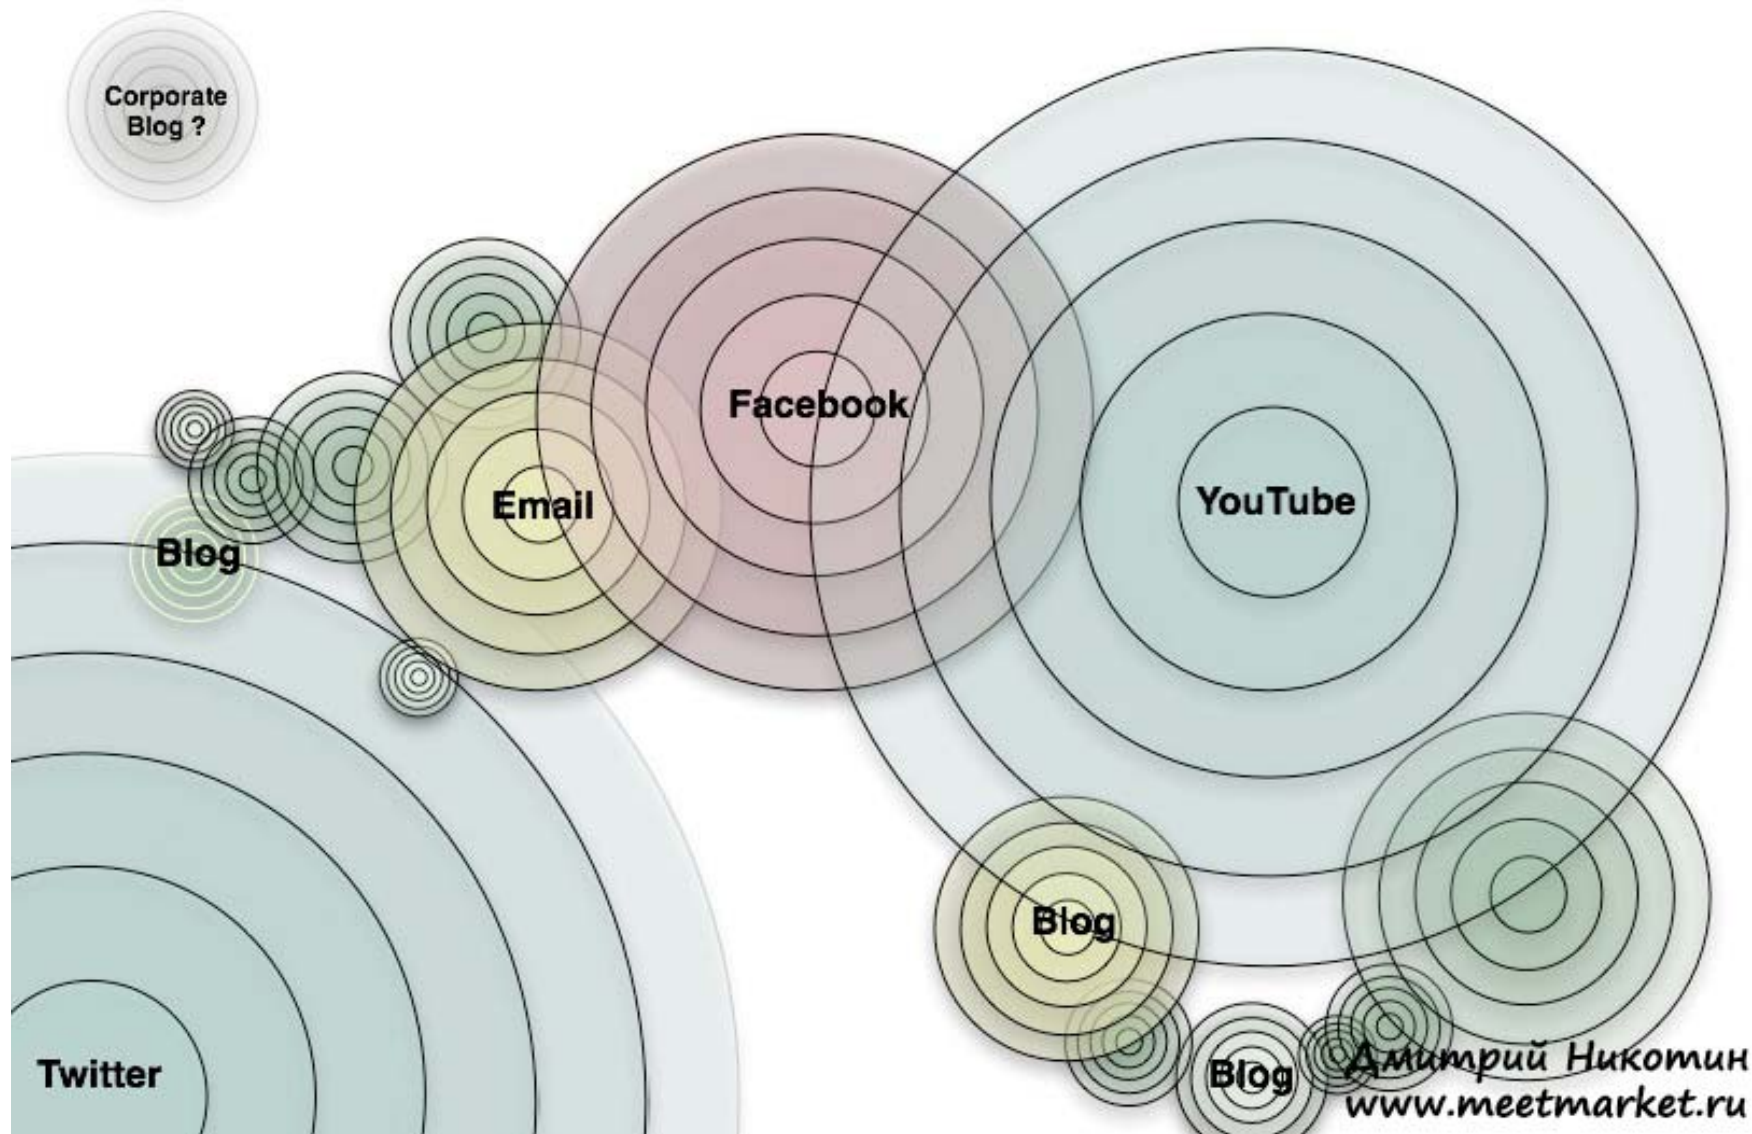 Corporate
Blog ?
Facebook
YouTube
Email
Blog
Blog
Twitter
Blog
Дмитрий Никотин
www.meetmarket.ru